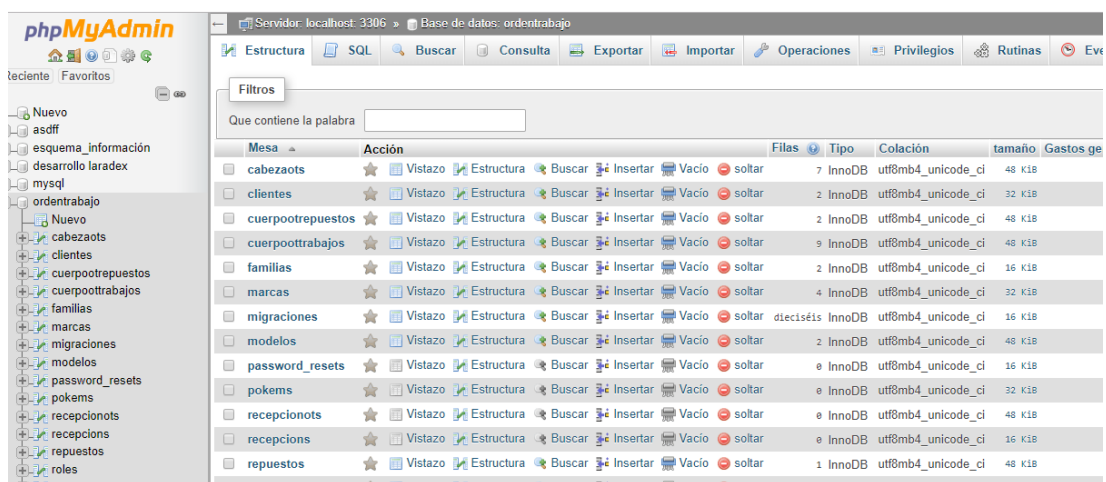 phpMyAdmin
Reciente Favoritos
Nuevo
asdff
esquema_información
desarrollo laradex
mysql
ordentrabajo
Nuevo
cabezaots
clientes
cuerpootrepuestos
cuerpoottrabajos
familias
marcas
migraciones
modelos
password_resets
pokems
recepcionots
recepcions
repuestos
roles
Servidor: localhost: 3306 » Base de datos: ordentrabajo
Estructura SQL Buscar Consulta Exportar Importar Operaciones Privilegios Rutinas Eve
Filtros
Que contiene la palabra
Mesa Acción Filas Tipo Colación tamaño Gastos ge
cabezaots Vistazo Estructura Buscar Insertar Vacío soltar 7 InnoDB utf8mb4_unicode_ci 48 KiB
clientes Vistazo Estructura Buscar Insertar Vacío soltar 2 InnoDB utf8mb4_unicode_ci 32 KiB
cuerpootrepuestos Vistazo Estructura Buscar Insertar Vacío soltar 2 InnoDB utf8mb4_unicode_ci 48 KiB
cuerpoottrabajos Vistazo Estructura Buscar Insertar Vacío soltar 9 InnoDB utf8mb4_unicode_ci 48 KiB
familias Vistazo Estructura Buscar Insertar Vacío soltar 2 InnoDB utf8mb4_unicode_ci 16 KiB
marcas Vistazo Estructura Buscar Insertar Vacío soltar 4 InnoDB utf8mb4_unicode_ci 32 KiB
migraciones Vistazo Estructura Buscar Insertar Vacío soltar dieciséis InnoDB utf8mb4_unicode_ci 16 KiB
modelos Vistazo Estructura Buscar Insertar Vacío soltar 2 InnoDB utf8mb4_unicode_ci 48 KiB
password_resets Vistazo Estructura Buscar Insertar Vacío soltar 0 InnoDB utf8mb4_unicode_ci 16 KiB
pokems Vistazo Estructura Buscar Insertar Vacío soltar 0 InnoDB utf8mb4_unicode_ci 32 KiB
recepcionots Vistazo Estructura Buscar Insertar Vacío soltar 0 InnoDB utf8mb4_unicode_ci 48 KiB
recepcions Vistazo Estructura Buscar Insertar Vacío soltar 0 InnoDB utf8mb4_unicode_ci 16 KiB
repuestos Vistazo Estructura Buscar Insertar Vacío soltar 1 InnoDB utf8mb4_unicode_ci 48 KiB